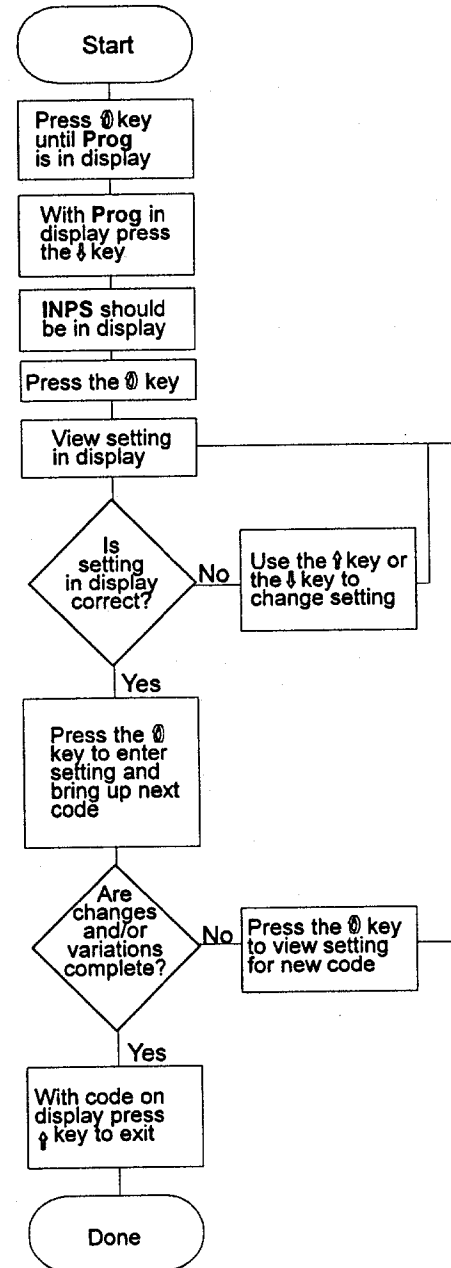 Start
Press ⟳ key
until Prog
is in display
With Prog in
display press
the ⇩ key
INPS should
be in display
Press the ⟳ key
View setting
in display
Is
setting
in display
correct?
No
Use the ⇧ key or
the ⇩ key to
change setting
Yes
Press the ⟳
key to enter
setting and
bring up next
code
Are
changes
and/or
variations
complete?
No
Press the ⟳ key
to view setting
for new code
Yes
With code on
display press
⇧ key to exit
Done